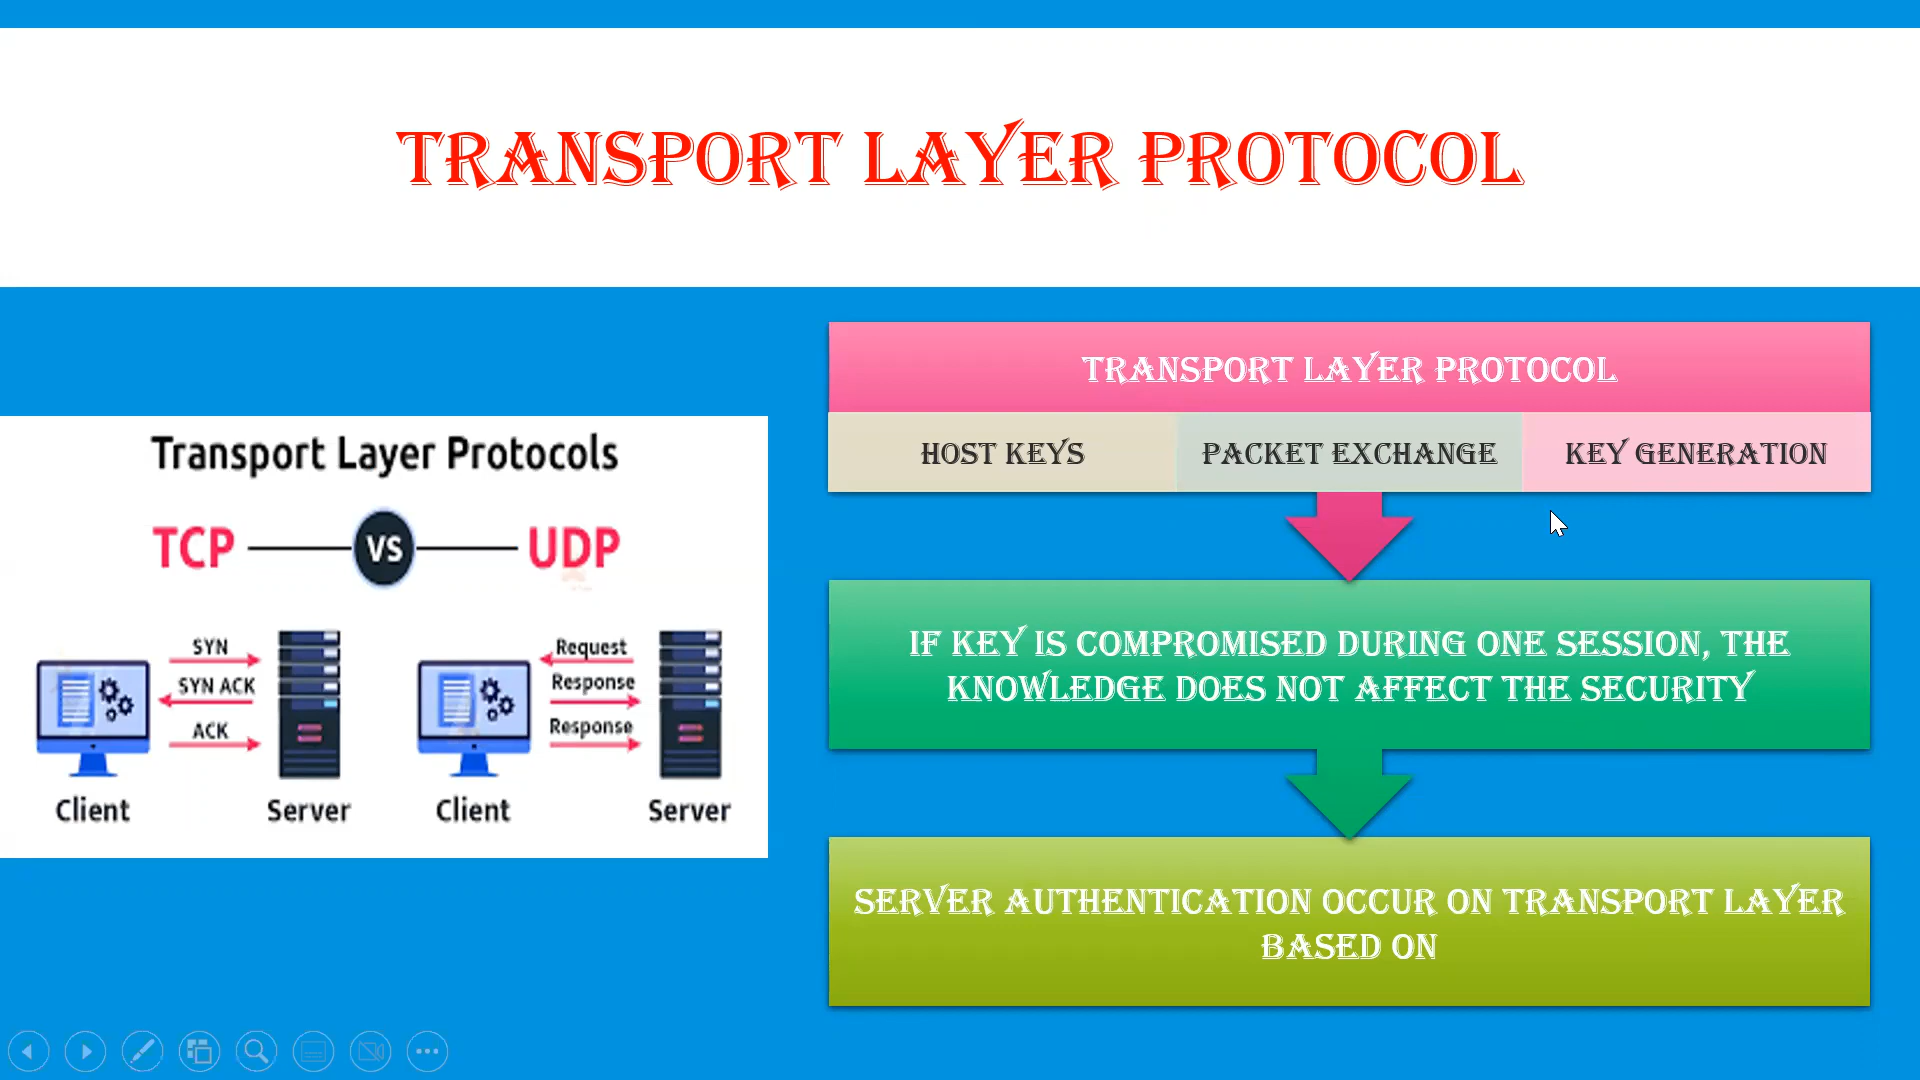 TRANSPORT LAYER PROTOCOL
Transport Layer Protocols
TCP VS UDP
SYN
SYN ACK
ACK
Client
Server
Request
Response
Response
Client
Server
TRANSPORT LAYER PROTOCOL
HOST KEYS
PACKET EXCHANGE
KEY GENERATION
IF KEY IS COMPROMISED DURING ONE SESSION, THE
KNOWLEDGE DOES NOT AFFECT THE SECURITY
SERVER AUTHENTICATION OCCUR ON TRANSPORT LAYER
BASED ON